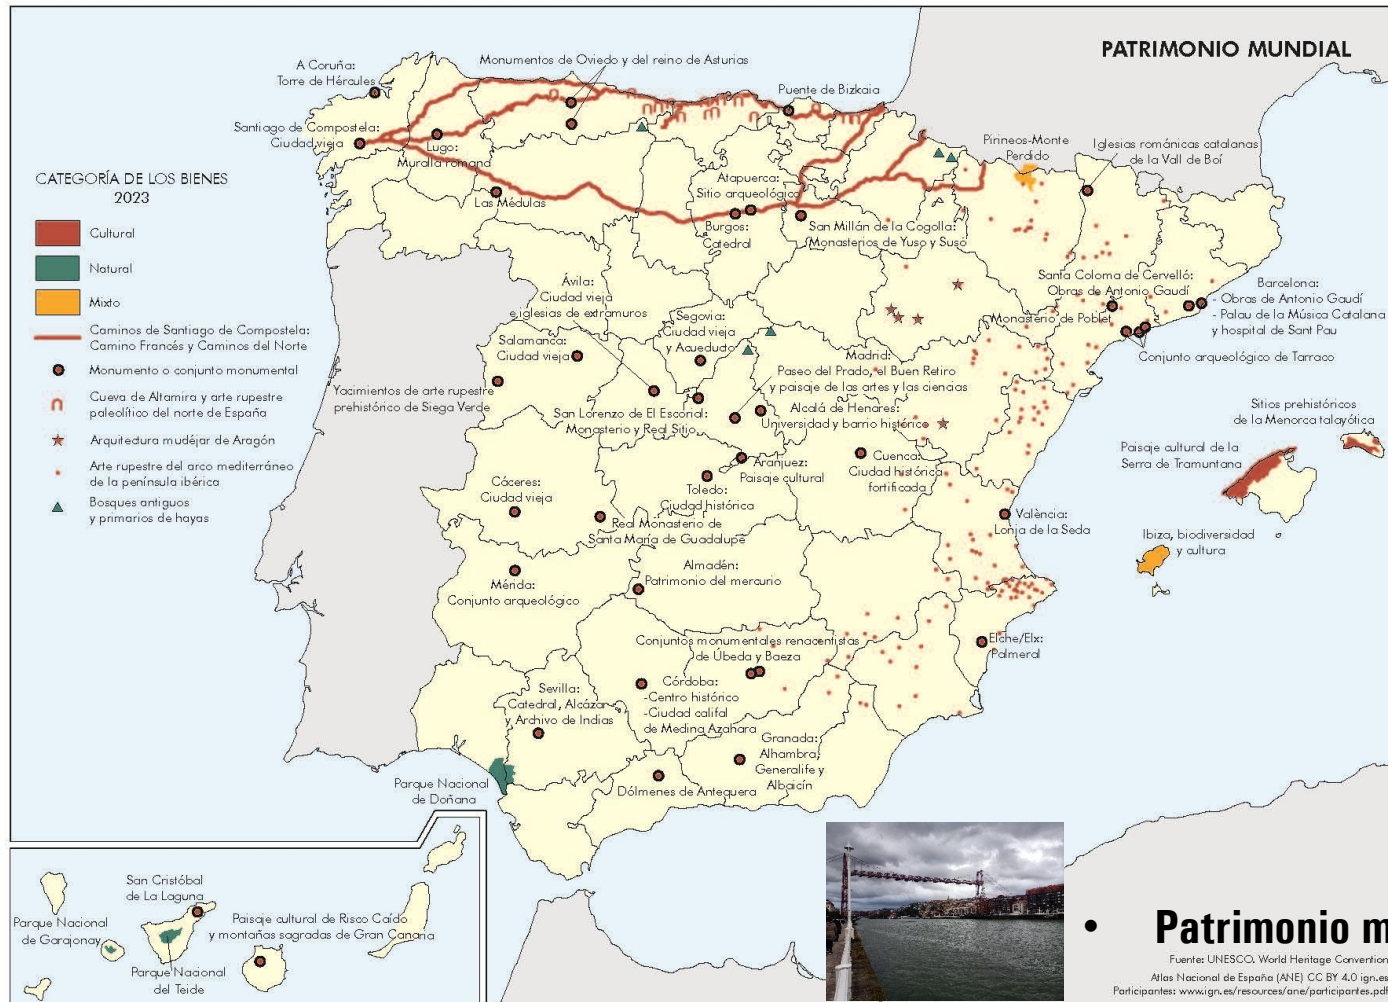 PATRIMONIO MUNDIAL
CATEGORÍA DE LOS BIENES
2023
Cultural
Natural
Mixto
Caminos de Santiago de Compostela:
Camino Francés y Caminos del Norte
Monumento o conjunto monumental
Cueva de Altamira y arte rupestre
paleolítico del norte de España
Arquitectura mudéjar de Aragón
Arte rupestre del arco mediterráneo
de la península ibérica
Bosques antiguos
y primarios de hayas
A Coruña:
Torre de Hércules
Monumentos de Oviedo y del reino de Asturias
Puente de Bizkaia
Santiago de Compostela:
Ciudad vieja
Lugo:
Muralla romana
Pirineos-Monte
Perdido
Iglesias románicas catalanas
de la Vall de Boí
Las Médulas
Atapuerca:
Sitio arqueológico
Burgos:
Catedral
San Millán de la Cogolla:
Monasterios de Yuso y Suso
Ávila:
Ciudad vieja
e iglesias de extramuros
Segovia:
Ciudad vieja
y Acueducto
Salamanca:
Ciudad vieja
Santa Coloma de Cervelló:
Obras de Antonio Gaudí
Barcelona:
- Obras de Antonio Gaudí
- Palau de la Música Catalana
y hospital de Sant Pau
Monasterio de Poblet
Conjunto arqueológico de Tarraco
Yacimientos de arte rupestre
prehistórico de Siega Verde
Madrid:
Paseo del Prado, el Buen Retiro
y paisaje de las artes y las ciencias
San Lorenzo de El Escorial:
Monasterio y Real Sitio
Alcalá de Henares:
Universidad y barrio histórico
Sitios prehistóricos
de la Menorca talayótica
Paisaje cultural de la
Serra de Tramuntana
Aranjuez:
Paisaje cultural
Cuenca:
Ciudad histórica
fortificada
Cáceres:
Ciudad vieja
Toledo:
Ciudad histórica
Real Monasterio de
Santa María de Guadalupe
València:
Lonja de la Seda
Ibiza, biodiversidad
y cultura
Mérida:
Conjunto arqueológico
Almadén:
Patrimonio del mercurio
Conjuntos monumentales renacentistas
de Úbeda y Baeza
Elche/Elx:
Palmeral
Sevilla:
Catedral, Alcázar
y Archivo de Indias
Córdoba:
-Centro histórico
-Ciudad califal
de Medina Azahara
Granada:
Alhambra,
Generalife y
Albaicín
Parque Nacional
de Doñana
Dólmenes de Antequera
San Cristóbal
de La Laguna
Parque Nacional
de Garajonay
Paisaje cultural de Risco Caído
y montañas sagradas de Gran Canaria
Parque Nacional
del Teide
• Patrimonio m
Fuente: UNESCO. World Heritage Convention
Atlas Nacional de España (ANE) CC BY 4.0 ign.es
Participantes: www.ign.es/resources/ane/participantes.pdf